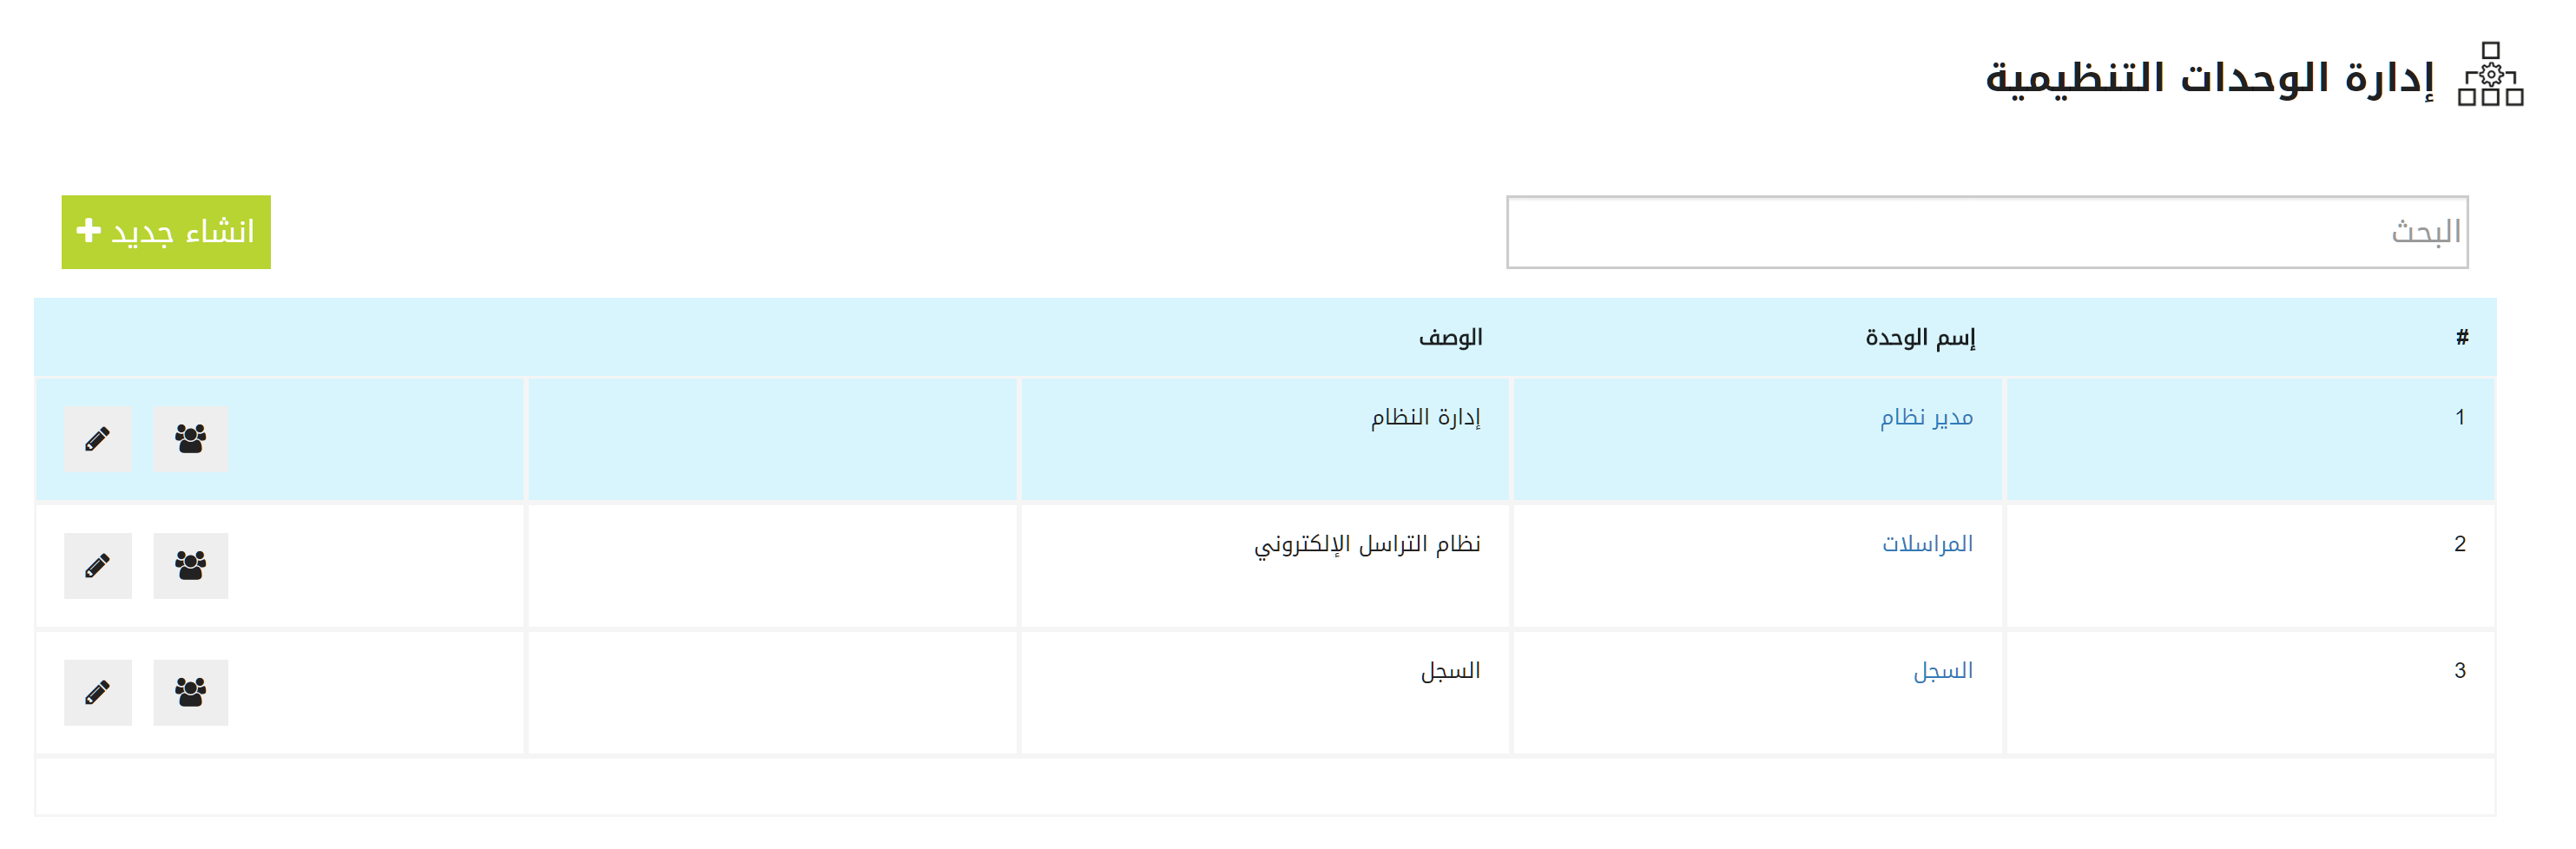 إدارة الوحدات التنظيمية
البحث
انشاء جديد +
# إسم الوحدة الوصف
1 مدير نظام إدارة النظام
2 المراسلات نظام التراسل الإلكتروني
3 السجل السجل